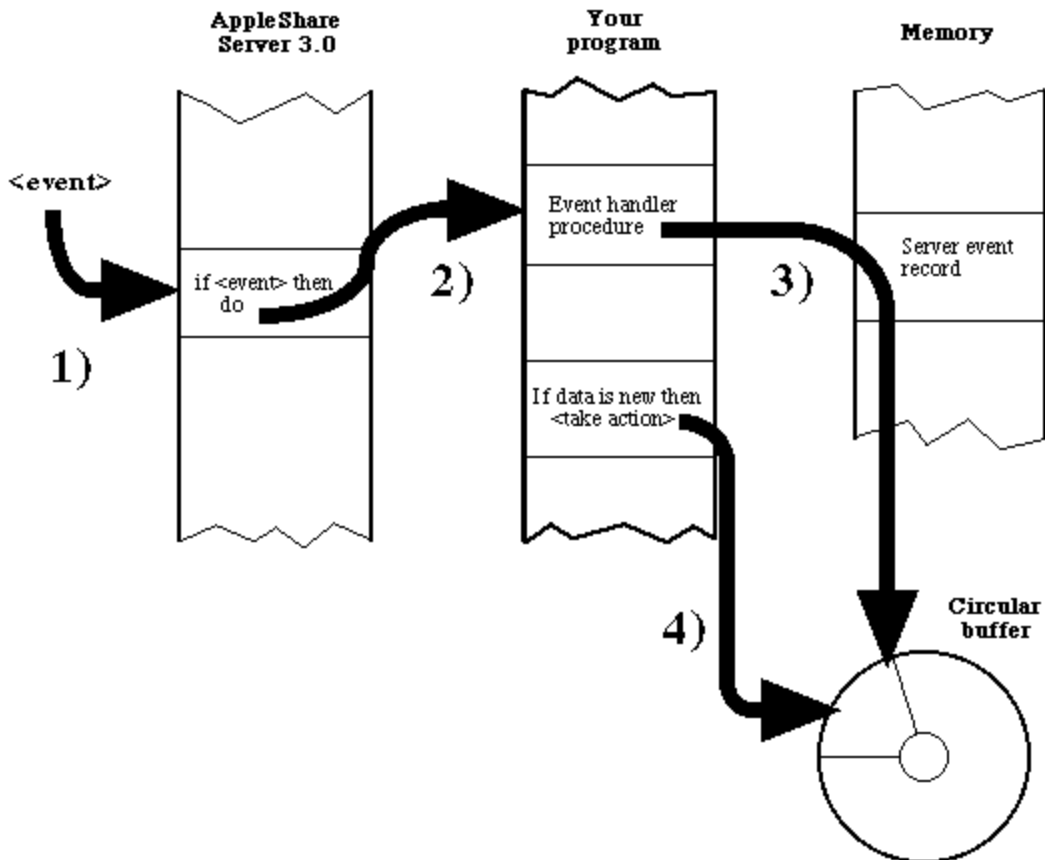 AppleShare
Server 3.0
Your
program
Memory
<event>
1)
if <event> then
do
2)
Event handler
procedure
3)
Server event
record
If data is new then
<take action>
4)
Circular
buffer